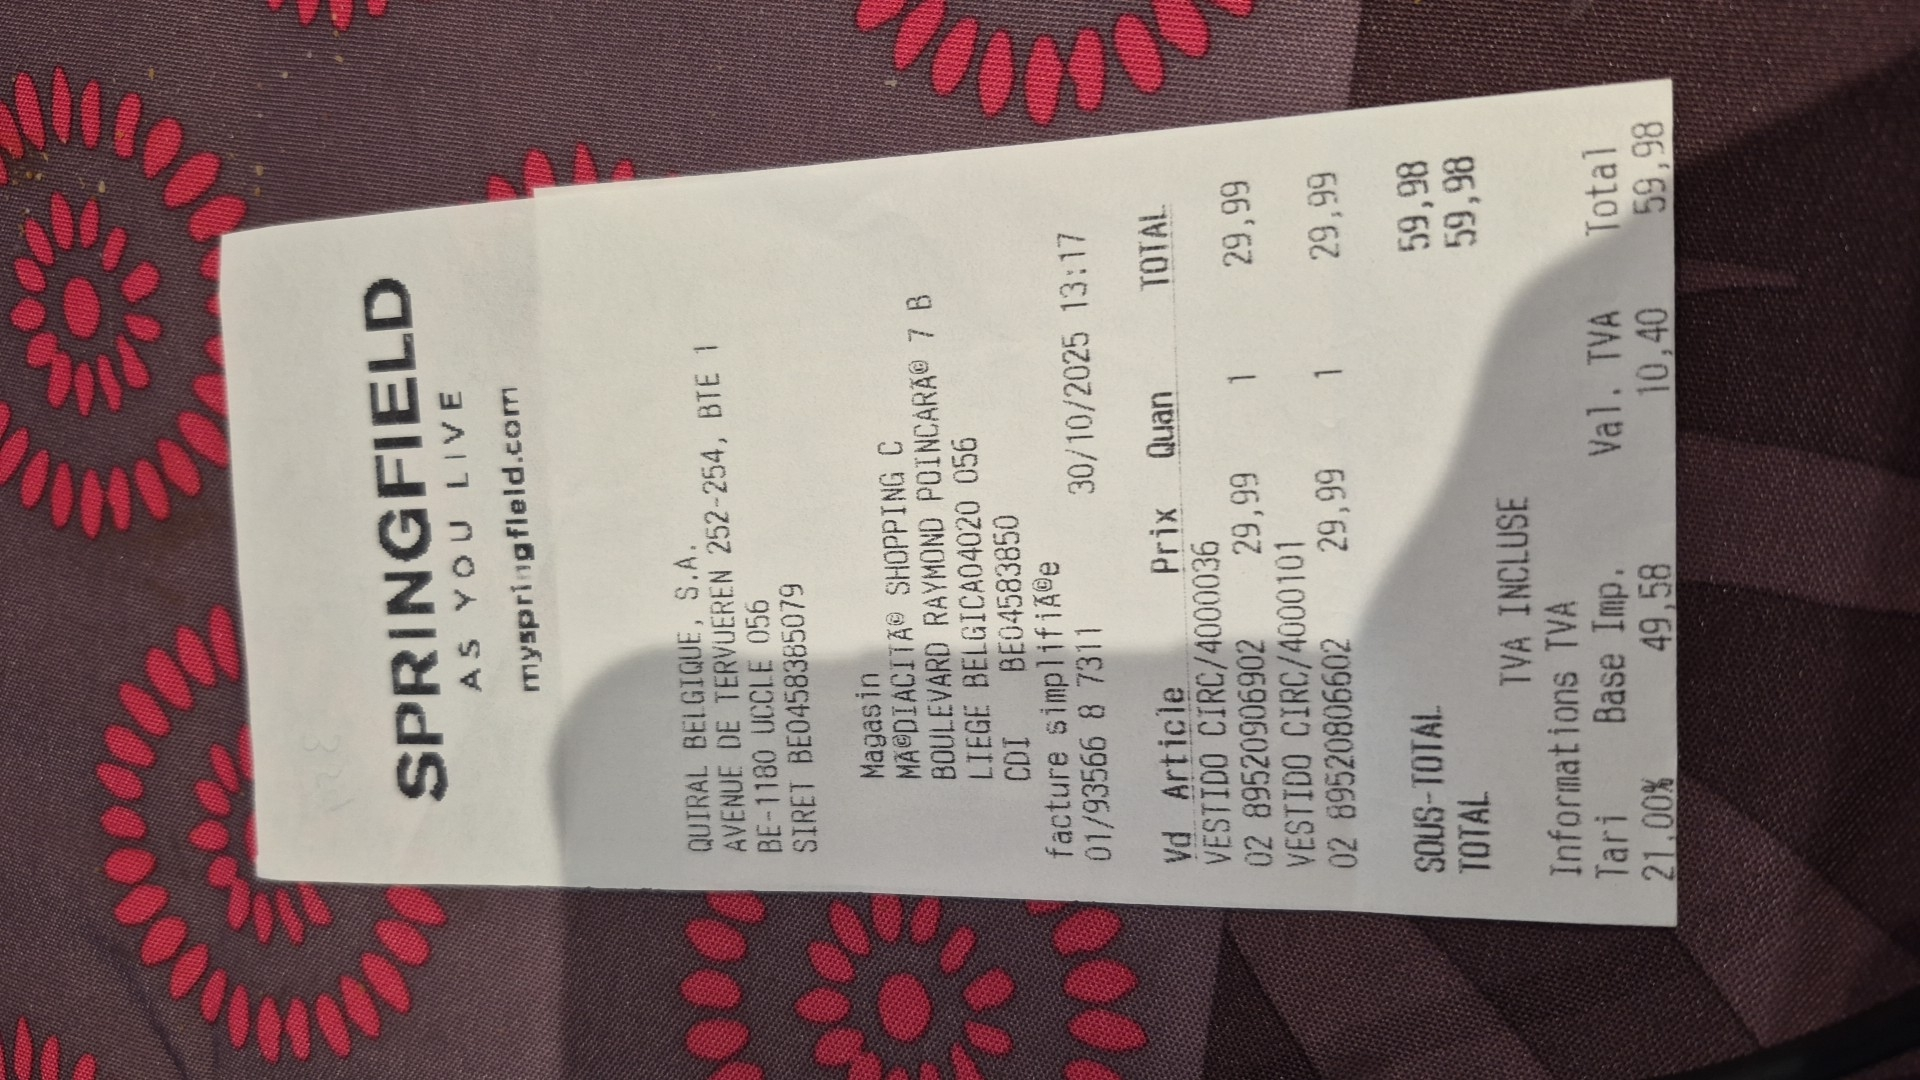 SPRINGFIELD
AS YOU LIVE
myspringfield.com
QUIRAL BELGIQUE, S.A.
AVENUE DE TERVUEREN 252-254, BTE 1
BE-1180 UCCLE 056
SIRET BE0458385079
Magasin
MÃ©DIACITÃ© SHOPPING C
BOULEVARD RAYMOND POINCARÃ© 7 B
LIEGE BELGICA04020 056
CDI BE04583850
facture simplifiÃ©e
01/93566 8 7311 30/10/2025 13:17
Vd Article Prix Quan TOTAL
VESTIDO CIRC/4000036
02 89520906902 29,99 1 29,99
VESTIDO CIRC/4000101
02 89520806602 29,99 1 29,99
SOUS-TOTAL 59,98
TOTAL 59,98
TVA INCLUSE
Informations TVA
Tari Base Imp. Val. TVA Total
21,00% 49,58 10,40 59,98